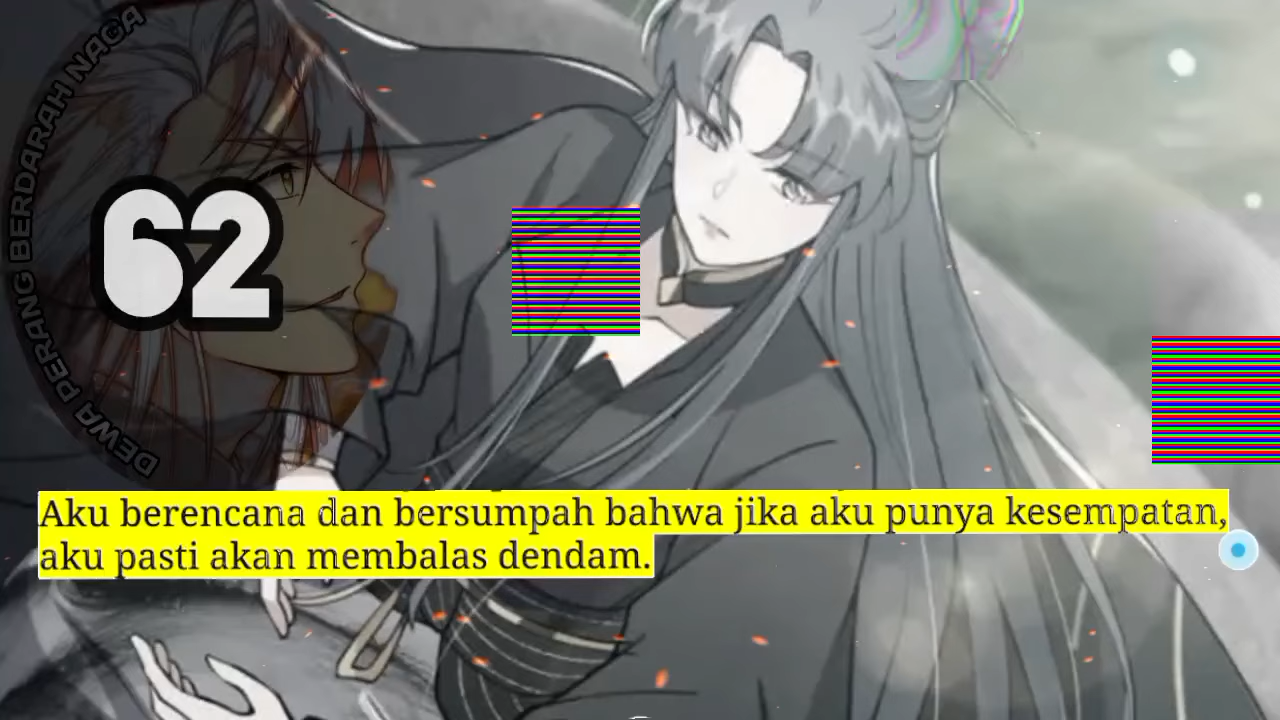 DEWA PERANG BERDARAH NAGA
62
Aku berencana dan bersumpah bahwa jika aku punya kesempatan,
aku pasti akan membalas dendam.